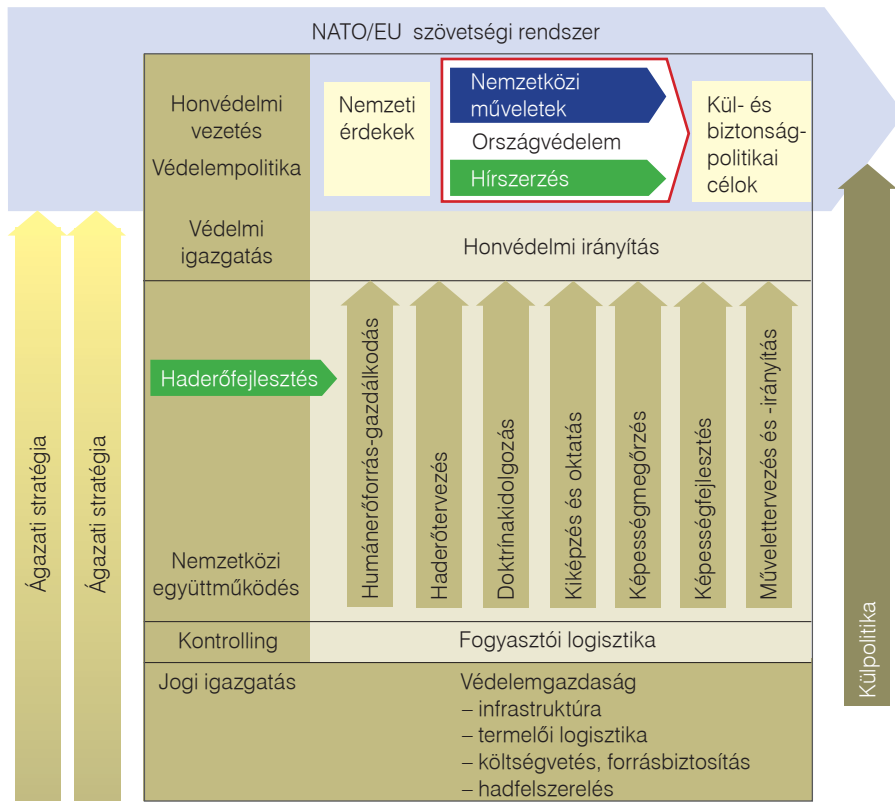 NATO/EU szövetségi rendszer
Honvédelmi
vezetés
Védelempolitika
Nemzeti
érdekek
Nemzetközi
műveletek
Országvédelem
Hírszerzés
Kül- és
biztonság-
politikai
célok
Védelmi
igazgatás
Honvédelmi irányítás
Haderőfejlesztés
Nemzetközi
együttműködés
Humánerőforrás-gazdálkodás
Haderőtervezés
Doktrínakidolgozás
Kiképzés és oktatás
Képességmegőrzés
Képességfejlesztés
Művelettervezés és -irányítás
Ágazati stratégia
Ágazati stratégia
Külpolitika
Kontrolling
Fogyasztói logisztika
Jogi igazgatás
Védelemgazdaság
– infrastruktúra
– termelői logisztika
– költségvetés, forrásbiztosítás
– hadfelszerelés